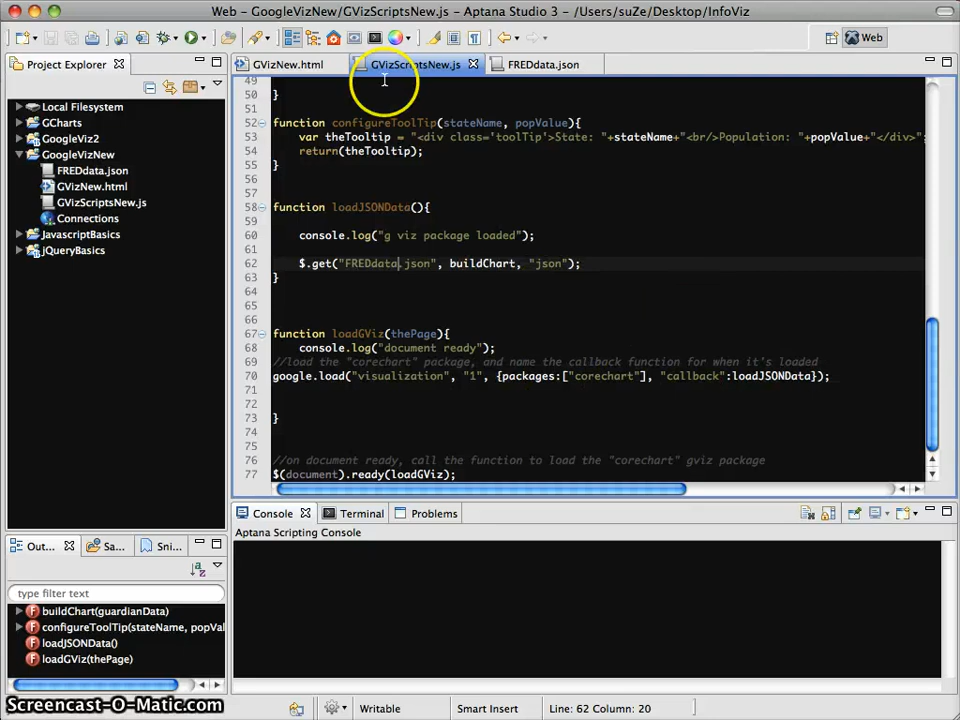 Web - GoogleVizNew/GVizScriptsNew.js - Aptana Studio 3 - /Users/suZe/Desktop/InfoViz
Web
Project Explorer
GVizNew.html
GVizScriptsNew.js
FREDdata.json
Local Filesystem
GCharts
GoogleViz2
GoogleVizNew
FREDdata.json
GVizNew.html
GVizScriptsNew.js
Connections
JavascriptBasics
jQueryBasics
49
50 }
51
52 function configureToolTip(stateName, popValue){
53 var theTooltip = "<div class='toolTip'>State: "+stateName+"<br/>Population: "+popValue+"</div>";
54 return(theTooltip);
55 }
56
57
58 function loadJSONData(){
59
60 console.log("g viz package loaded");
61
62 $.get("FREDdata.json", buildChart, "json");
63 }
64
65
66
67 function loadGViz(thePage){
68 console.log("document ready");
69 //load the "corechart" package, and name the callback function for when it's loaded
70 google.load("visualization", "1", {packages:["corechart"], "callback":loadJSONData});
71
72
73 }
74
75
76 //on document ready, call the function to load the "corechart" gviz package
77 $(document).ready(loadGViz);
Console
Terminal
Problems
Aptana Scripting Console
Out...
Sa...
Sni...
type filter text
buildChart(guardianData)
configureToolTip(stateName, popVal
loadJSONData()
loadGViz(thePage)
Screencast-O-Matic.com
Writable
Smart Insert
Line: 62 Column: 20